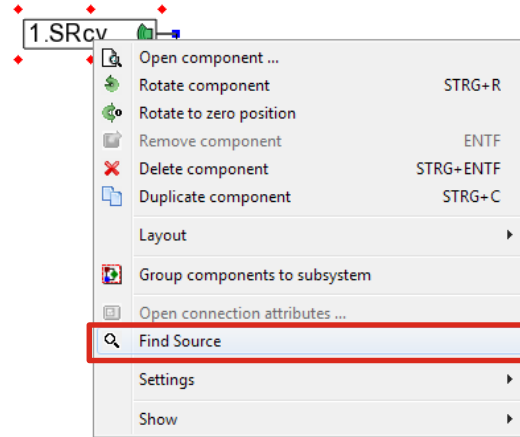 1.SRcv
Open component ...
Rotate component STRG+R
Rotate to zero position
Remove component ENTF
Delete component STRG+ENTF
Duplicate component STRG+C
Layout
Group components to subsystem
Open connection attributes ...
Find Source
Settings
Show